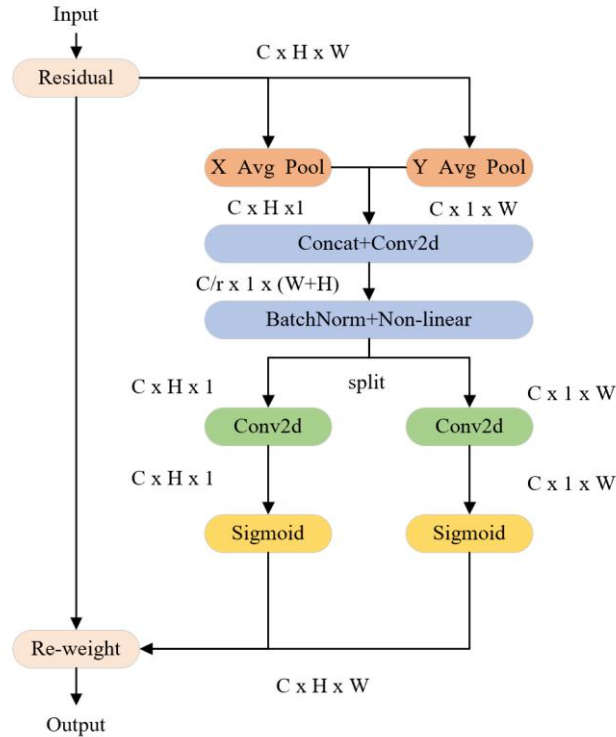 Input
C x H x W
Residual
X Avg Pool
Y Avg Pool
C x H x1
C x 1 x W
Concat+Conv2d
C/r x 1 x (W+H)
BatchNorm+Non-linear
C x H x 1
split
C x 1 x W
Conv2d
Conv2d
C x H x 1
C x 1 x W
Sigmoid
Sigmoid
Re-weight
C x H x W
Output